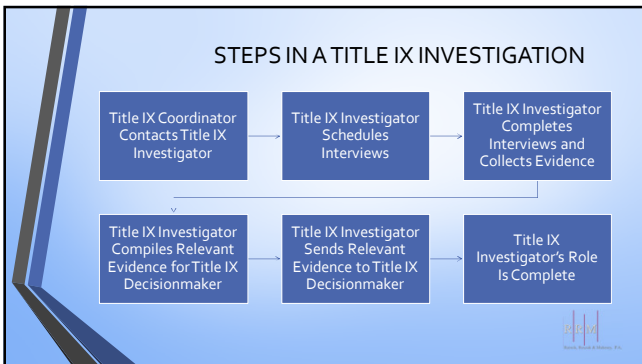 STEPS IN A TITLE IX INVESTIGATION
Title IX Coordinator
Contacts Title IX
Investigator
Title IX Investigator
Schedules
Interviews
Title IX Investigator
Completes
Interviews and
Collects Evidence
Title IX Investigator
Compiles Relevant
Evidence for Title IX
Decisionmaker
Title IX Investigator
Sends Relevant
Evidence to Title IX
Decisionmaker
Title IX
Investigator's Role
Is Complete